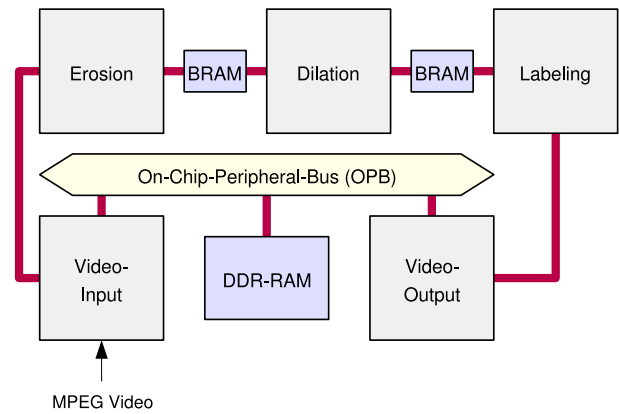 Erosion
BRAM
Dilation
BRAM
Labeling
On-Chip-Peripheral-Bus (OPB)
Video-
Input
DDR-RAM
Video-
Output
MPEG Video